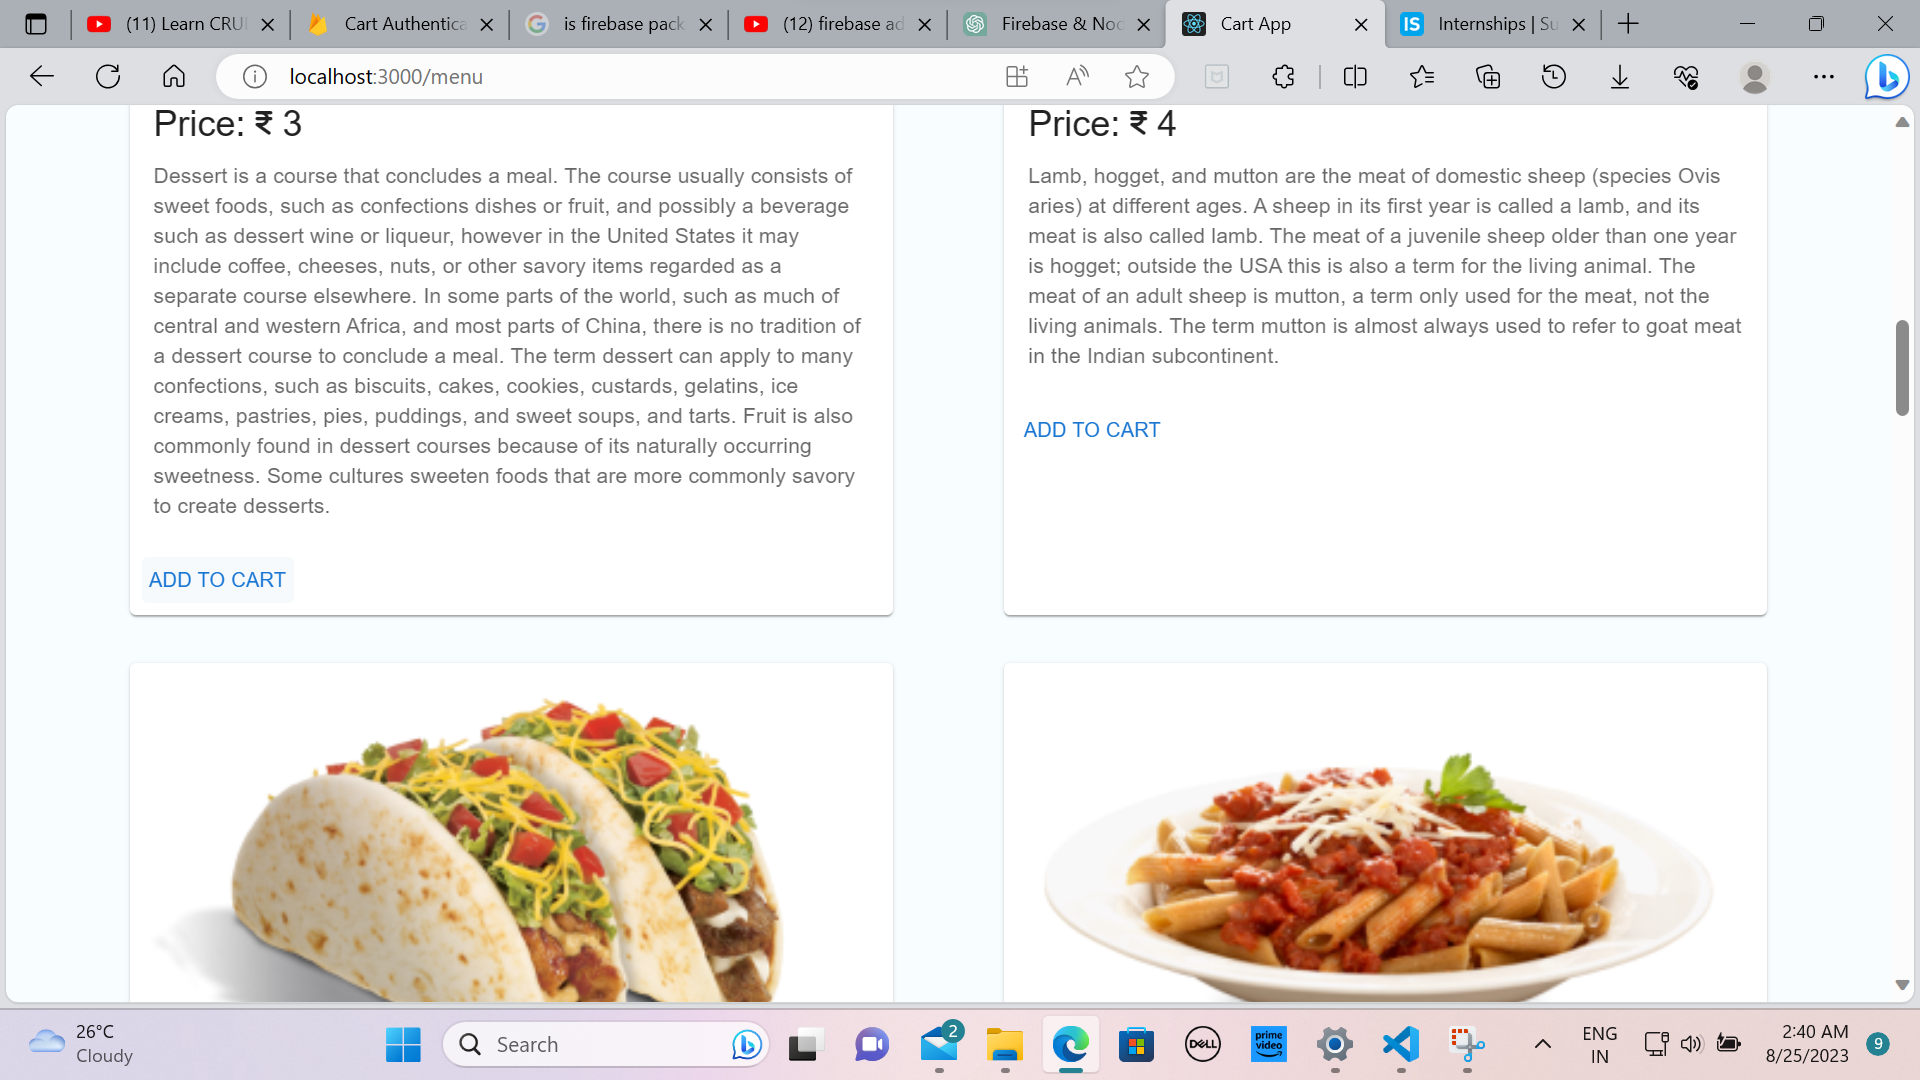 (11) Learn CRU
Cart Authentica
is firebase pack
(12) firebase ad
Firebase & Noc
Cart App
Internships | Su
localhost:3000/menu
Price: ₹ 3
Dessert is a course that concludes a meal. The course usually consists of
sweet foods, such as confections dishes or fruit, and possibly a beverage
such as dessert wine or liqueur, however in the United States it may
include coffee, cheeses, nuts, or other savory items regarded as a
separate course elsewhere. In some parts of the world, such as much of
central and western Africa, and most parts of China, there is no tradition of
a dessert course to conclude a meal. The term dessert can apply to many
confections, such as biscuits, cakes, cookies, custards, gelatins, ice
creams, pastries, pies, puddings, and sweet soups, and tarts. Fruit is also
commonly found in dessert courses because of its naturally occurring
sweetness. Some cultures sweeten foods that are more commonly savory
to create desserts.
ADD TO CART
Price: ₹ 4
Lamb, hogget, and mutton are the meat of domestic sheep (species Ovis
aries) at different ages. A sheep in its first year is called a lamb, and its
meat is also called lamb. The meat of a juvenile sheep older than one year
is hogget; outside the USA this is also a term for the living animal. The
meat of an adult sheep is mutton, a term only used for the meat, not the
living animals. The term mutton is almost always used to refer to goat meat
in the Indian subcontinent.
ADD TO CART
26°C
Cloudy
Search
2
DELL
prime
video
ENG
IN
2:40 AM
8/25/2023
9